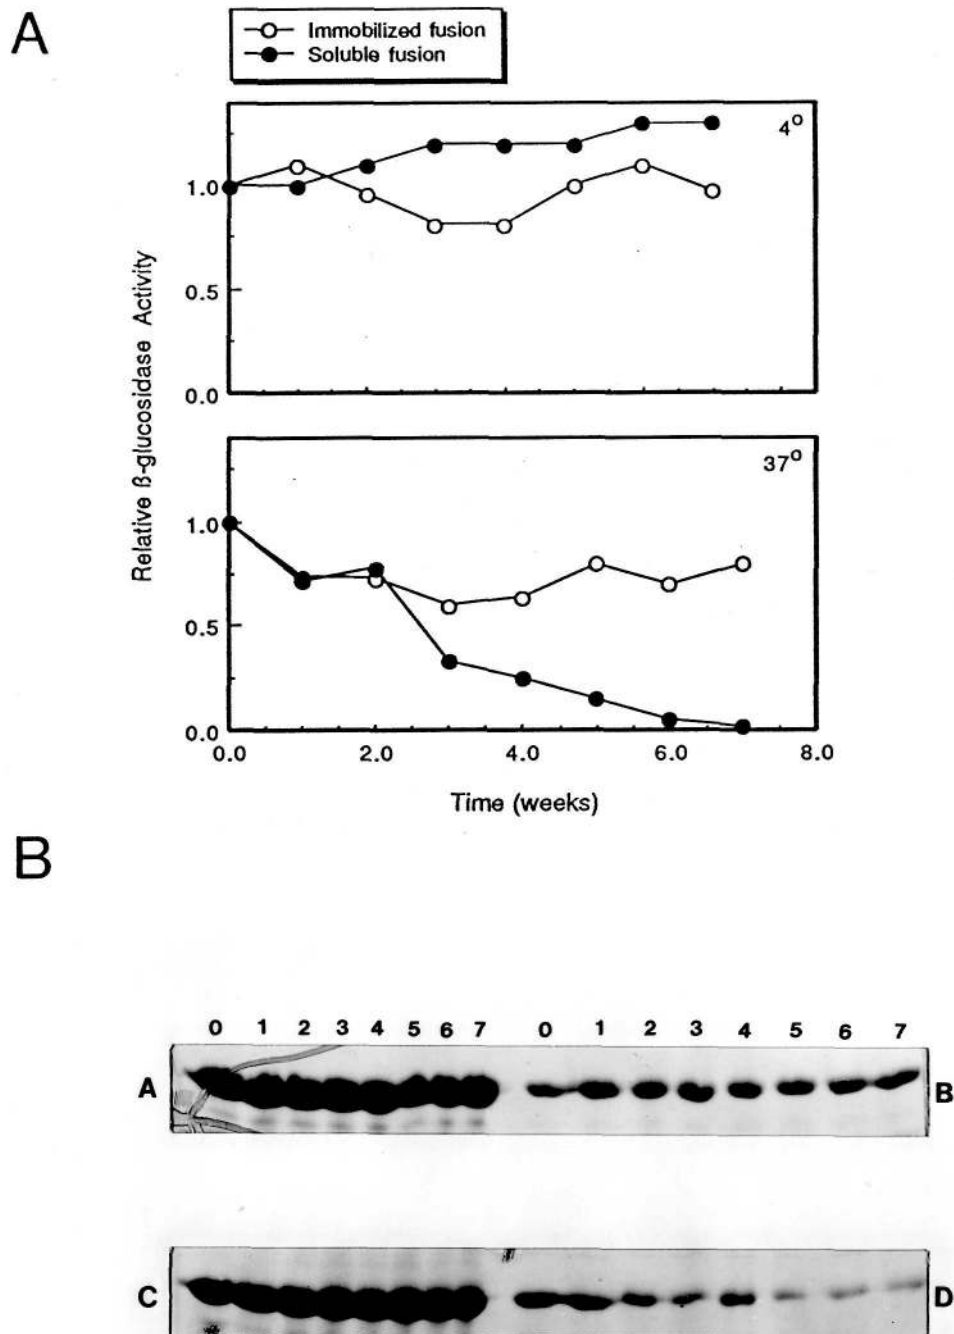 A
Immobilized fusion
Soluble fusion
4°
1.0
0.5
0.0
Relative ß-glucosidase Activity
37°
1.0
0.5
0.0
0.0 2.0 4.0 6.0 8.0
Time (weeks)
B
0 1 2 3 4 5 6 7 0 1 2 3 4 5 6 7
A B
C D